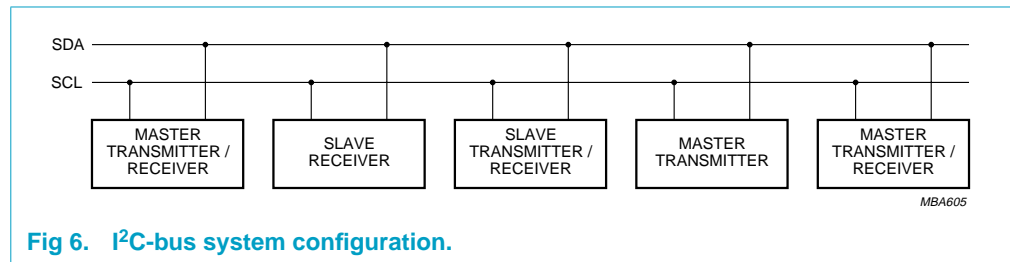 SDA
SCL
MASTER
TRANSMITTER /
RECEIVER
SLAVE
RECEIVER
SLAVE
TRANSMITTER /
RECEIVER
MASTER
TRANSMITTER
MASTER
TRANSMITTER /
RECEIVER
MBA605
Fig 6. I²C-bus system configuration.